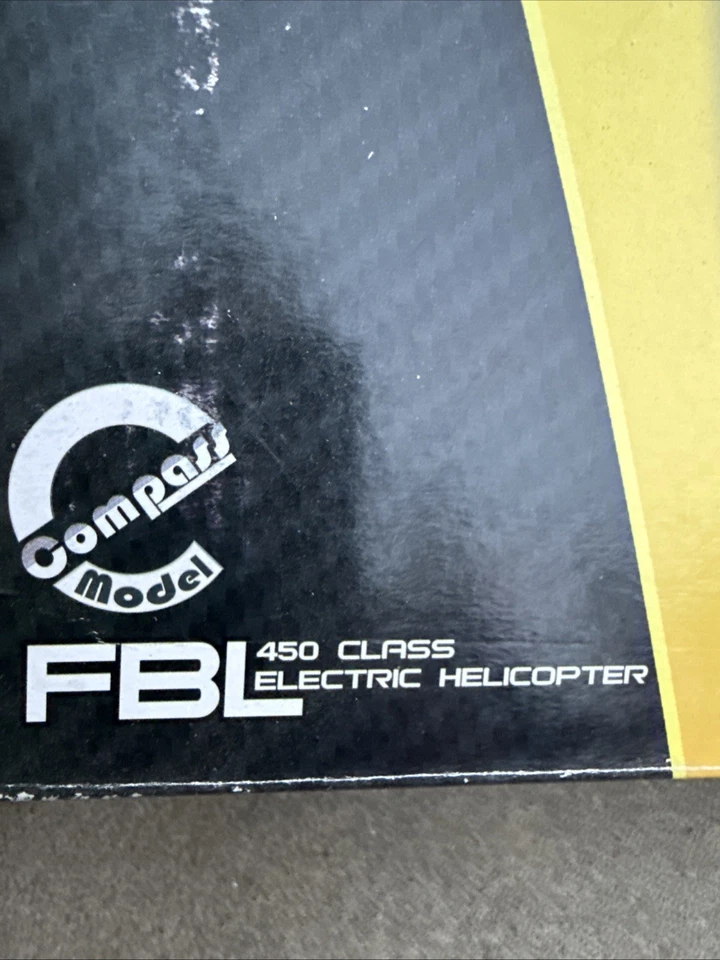 Compass
Model
FBL 450 CLASS
ELECTRIC HELICOPTER